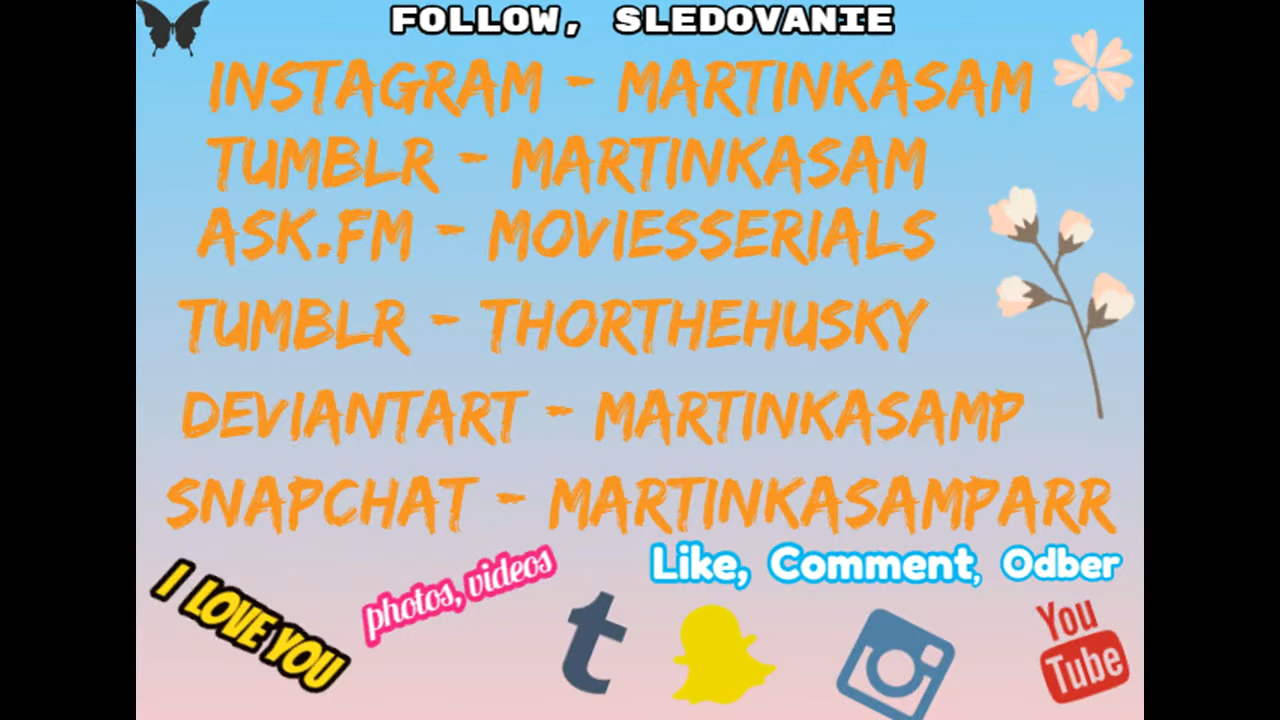 FOLLOW, SLEDOVANIE
INSTAGRAM - MARTINKASAM
TUMBLR - MARTINKASAM
ASK.FM - MOVIESSERIALS
TUMBLR - THORTHEHUSKY
DEVIANTART - MARTINKASAMP
SNAPCHAT - MARTINKASAMPARR
Like, Comment, Odber
photos, videos
I LOVE YOU
t
You
Tube